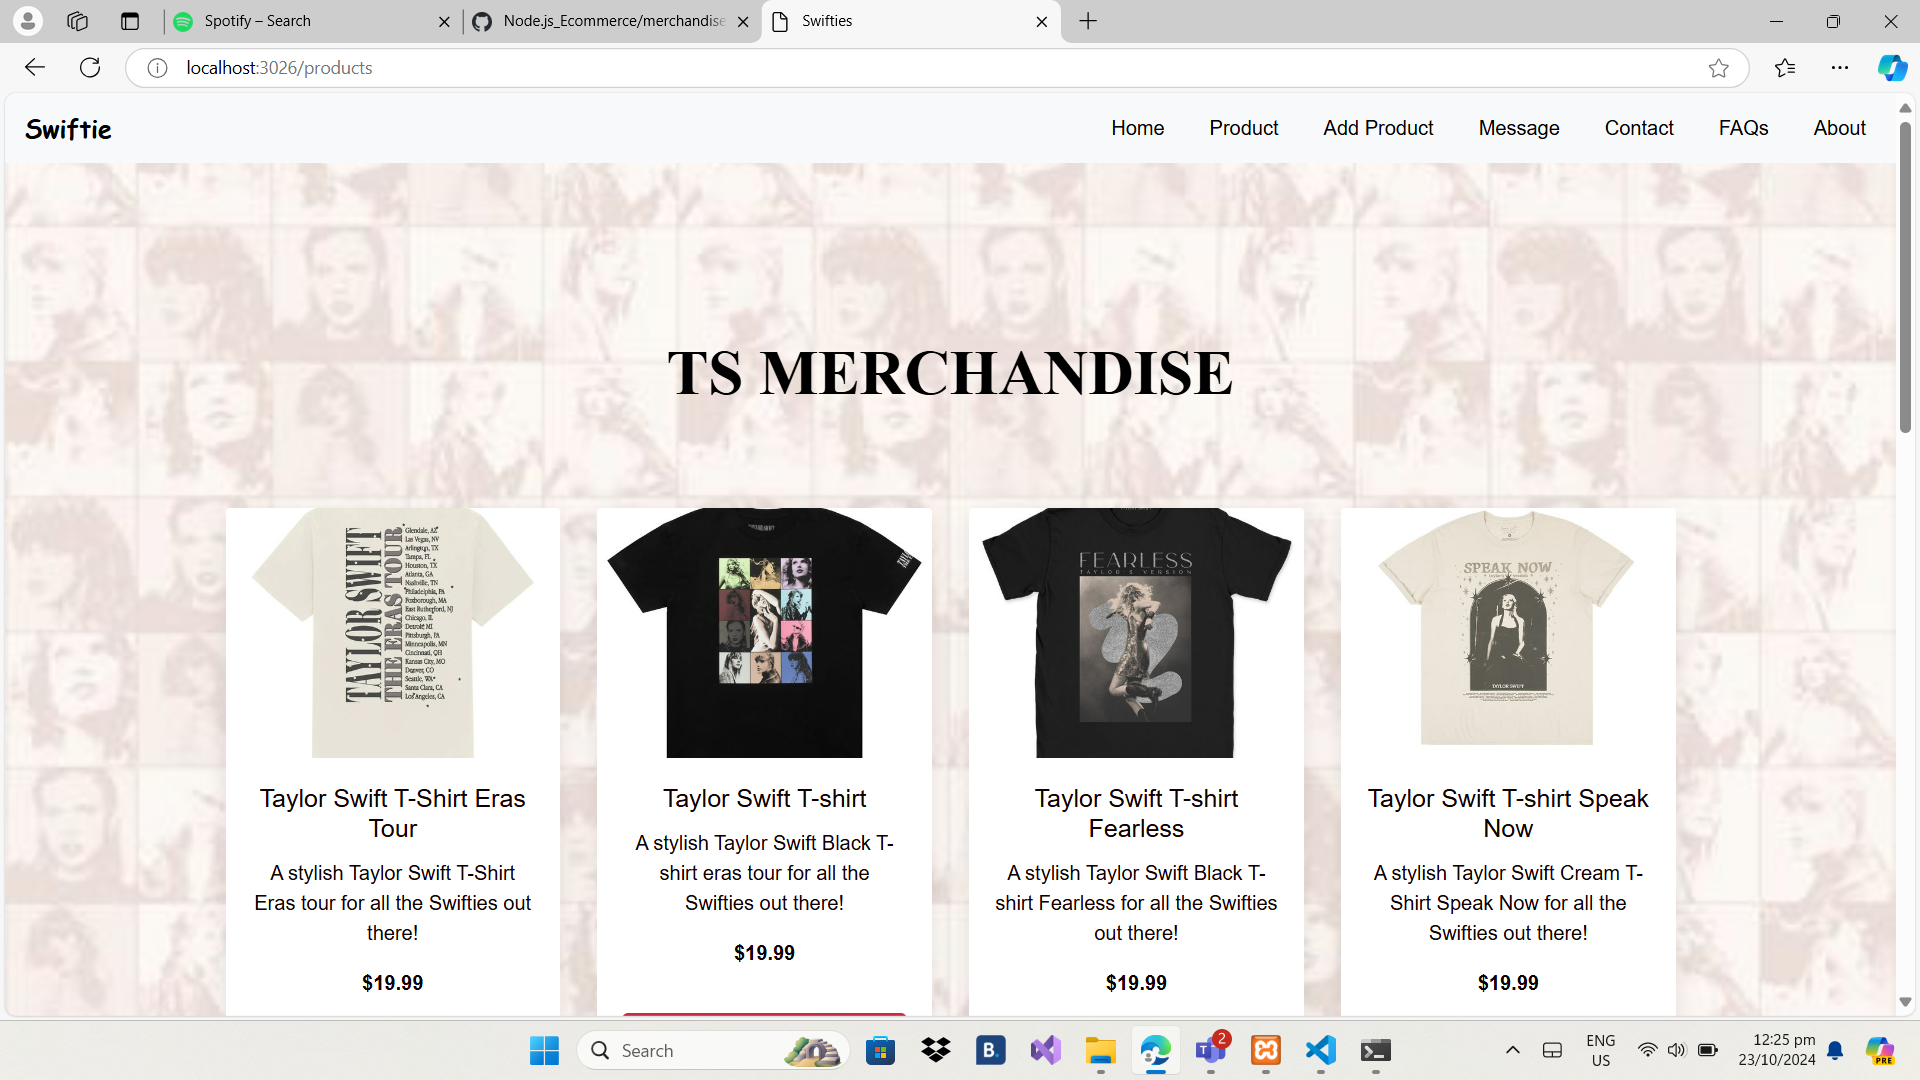 Spotify – Search
Node.js_Ecommerce/merchandise
Swifties
localhost:3026/products
Swiftie
Home Product Add Product Message Contact FAQs About
TS MERCHANDISE
TAYLOR SWIFT
THE ERAS TOUR
Glendale, AZ
Las Vegas, NV
Arlington, TX
Tampa, FL
Houston, TX
Atlanta, GA
Nashville, TN
Philadelphia, PA
Foxborough, MA
East Rutherford, NJ
Chicago, IL
Detroit, MI
Pittsburgh, PA
Minneapolis, MN
Cincinnati, OH
Kansas City, MO
Denver, CO
Seattle, WA
Santa Clara, CA
Los Angeles, CA
FEARLESS
TAYLOR'S VERSION
SPEAK NOW
TAYLOR SWIFT
Taylor Swift T-Shirt Eras
Tour
A stylish Taylor Swift T-Shirt
Eras tour for all the Swifties out
there!
$19.99
Taylor Swift T-shirt
A stylish Taylor Swift Black T-
shirt eras tour for all the
Swifties out there!
$19.99
Taylor Swift T-shirt
Fearless
A stylish Taylor Swift Black T-
shirt Fearless for all the Swifties
out there!
$19.99
Taylor Swift T-shirt Speak
Now
A stylish Taylor Swift Cream T-
Shirt Speak Now for all the
Swifties out there!
$19.99
Search
B.
2
T
PRE
ENG
US
12:25 pm
23/10/2024